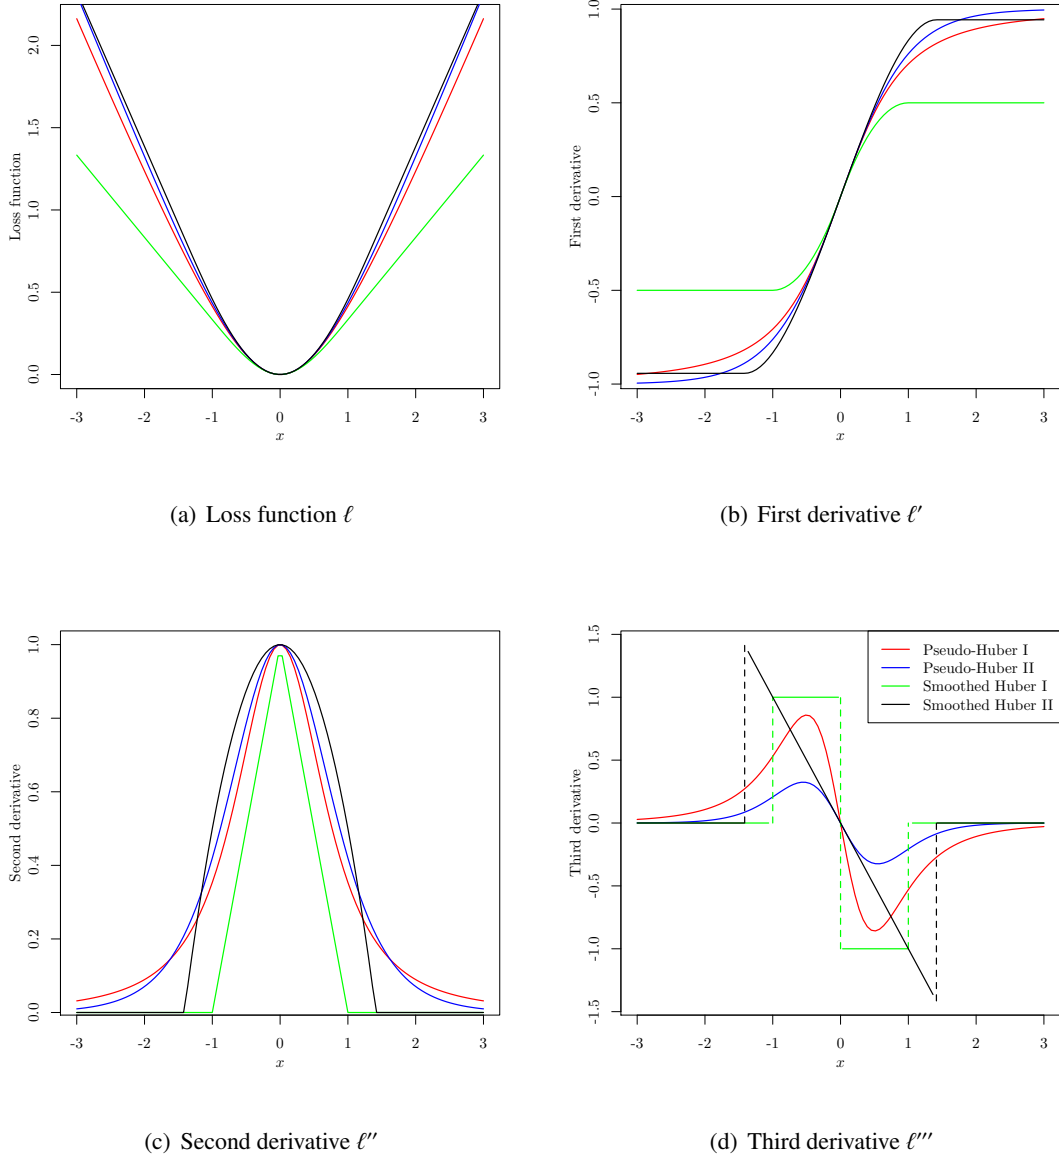 Loss function
0.0 0.5 1.0 1.5 2.0
-3 -2 -1 0 1 2 3
x
(a) Loss function ℓ
First derivative
-1.0 -0.5 0.0 0.5 1.0
-3 -2 -1 0 1 2 3
x
(b) First derivative ℓ′
Second derivative
0.0 0.2 0.4 0.6 0.8 1.0
-3 -2 -1 0 1 2 3
x
(c) Second derivative ℓ′′
Third derivative
-1.5 -1.0 -0.5 0.0 0.5 1.0 1.5
Pseudo-Huber I
Pseudo-Huber II
Smoothed Huber I
Smoothed Huber II
-3 -2 -1 0 1 2 3
x
(d) Third derivative ℓ′′′